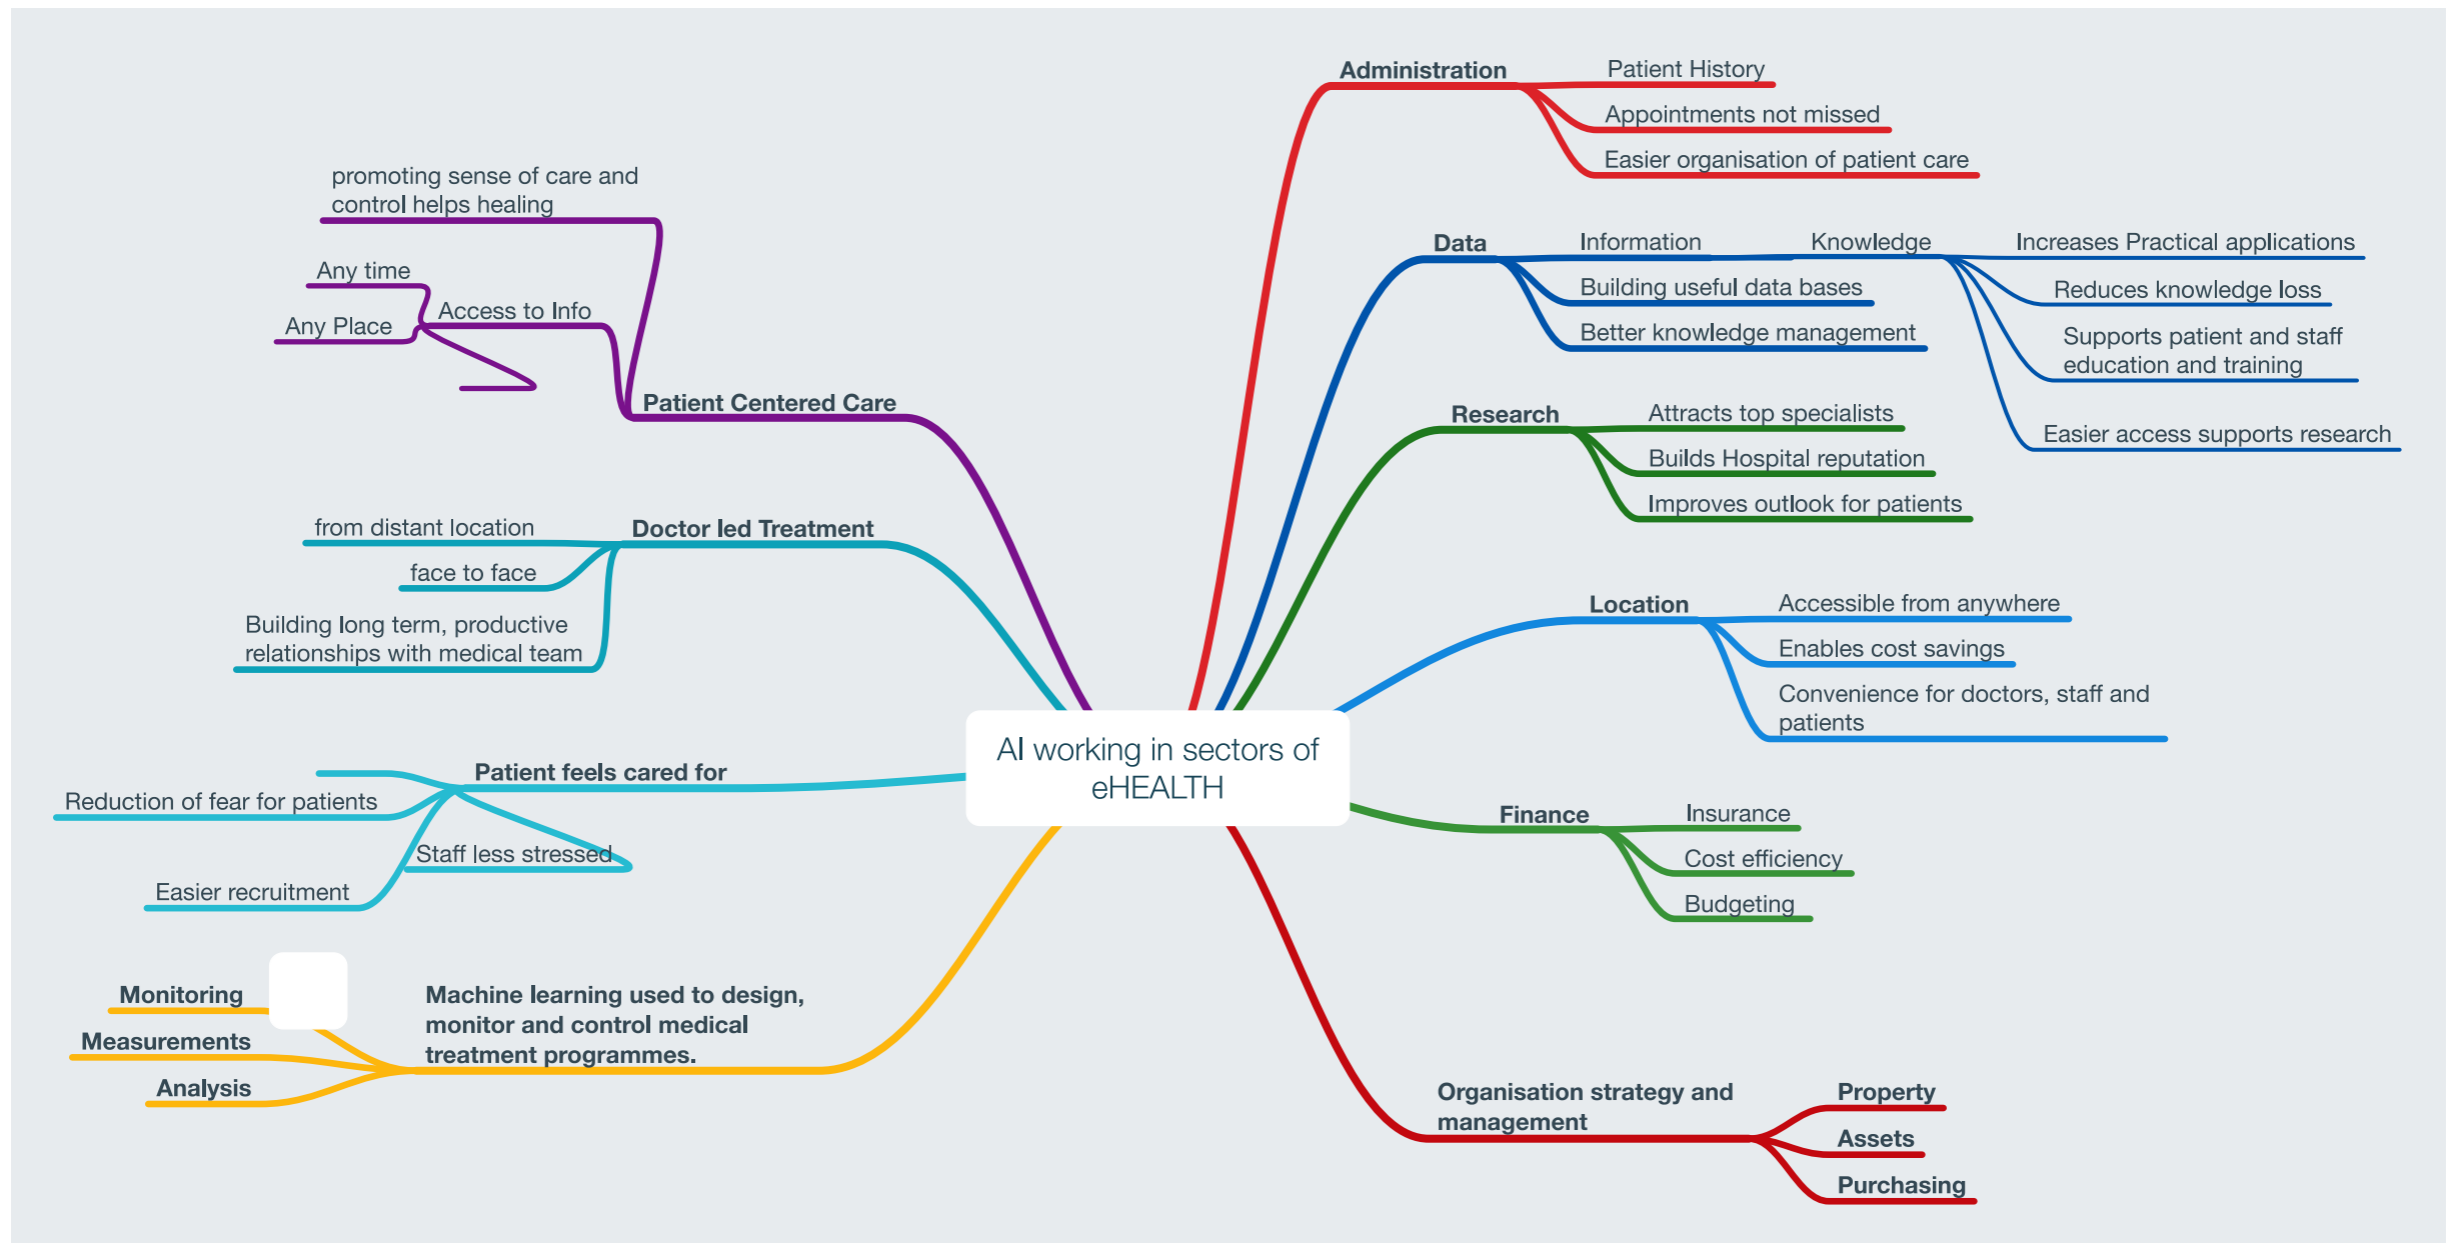 AI working in sectors of
eHEALTH
Administration
Patient History
Appointments not missed
Easier organisation of patient care
Data
Information
Knowledge
Increases Practical applications
Reduces knowledge loss
Supports patient and staff
education and training
Easier access supports research
Building useful data bases
Better knowledge management
Research
Attracts top specialists
Builds Hospital reputation
Improves outlook for patients
Location
Accessible from anywhere
Enables cost savings
Convenience for doctors, staff and
patients
Finance
Insurance
Cost efficiency
Budgeting
Organisation strategy and
management
Property
Assets
Purchasing
Patient Centered Care
promoting sense of care and
control helps healing
Access to Info
Any time
Any Place
Doctor led Treatment
from distant location
face to face
Building long term, productive
relationships with medical team
Patient feels cared for
Reduction of fear for patients
Staff less stressed
Easier recruitment
Machine learning used to design,
monitor and control medical
treatment programmes.
Monitoring
Measurements
Analysis